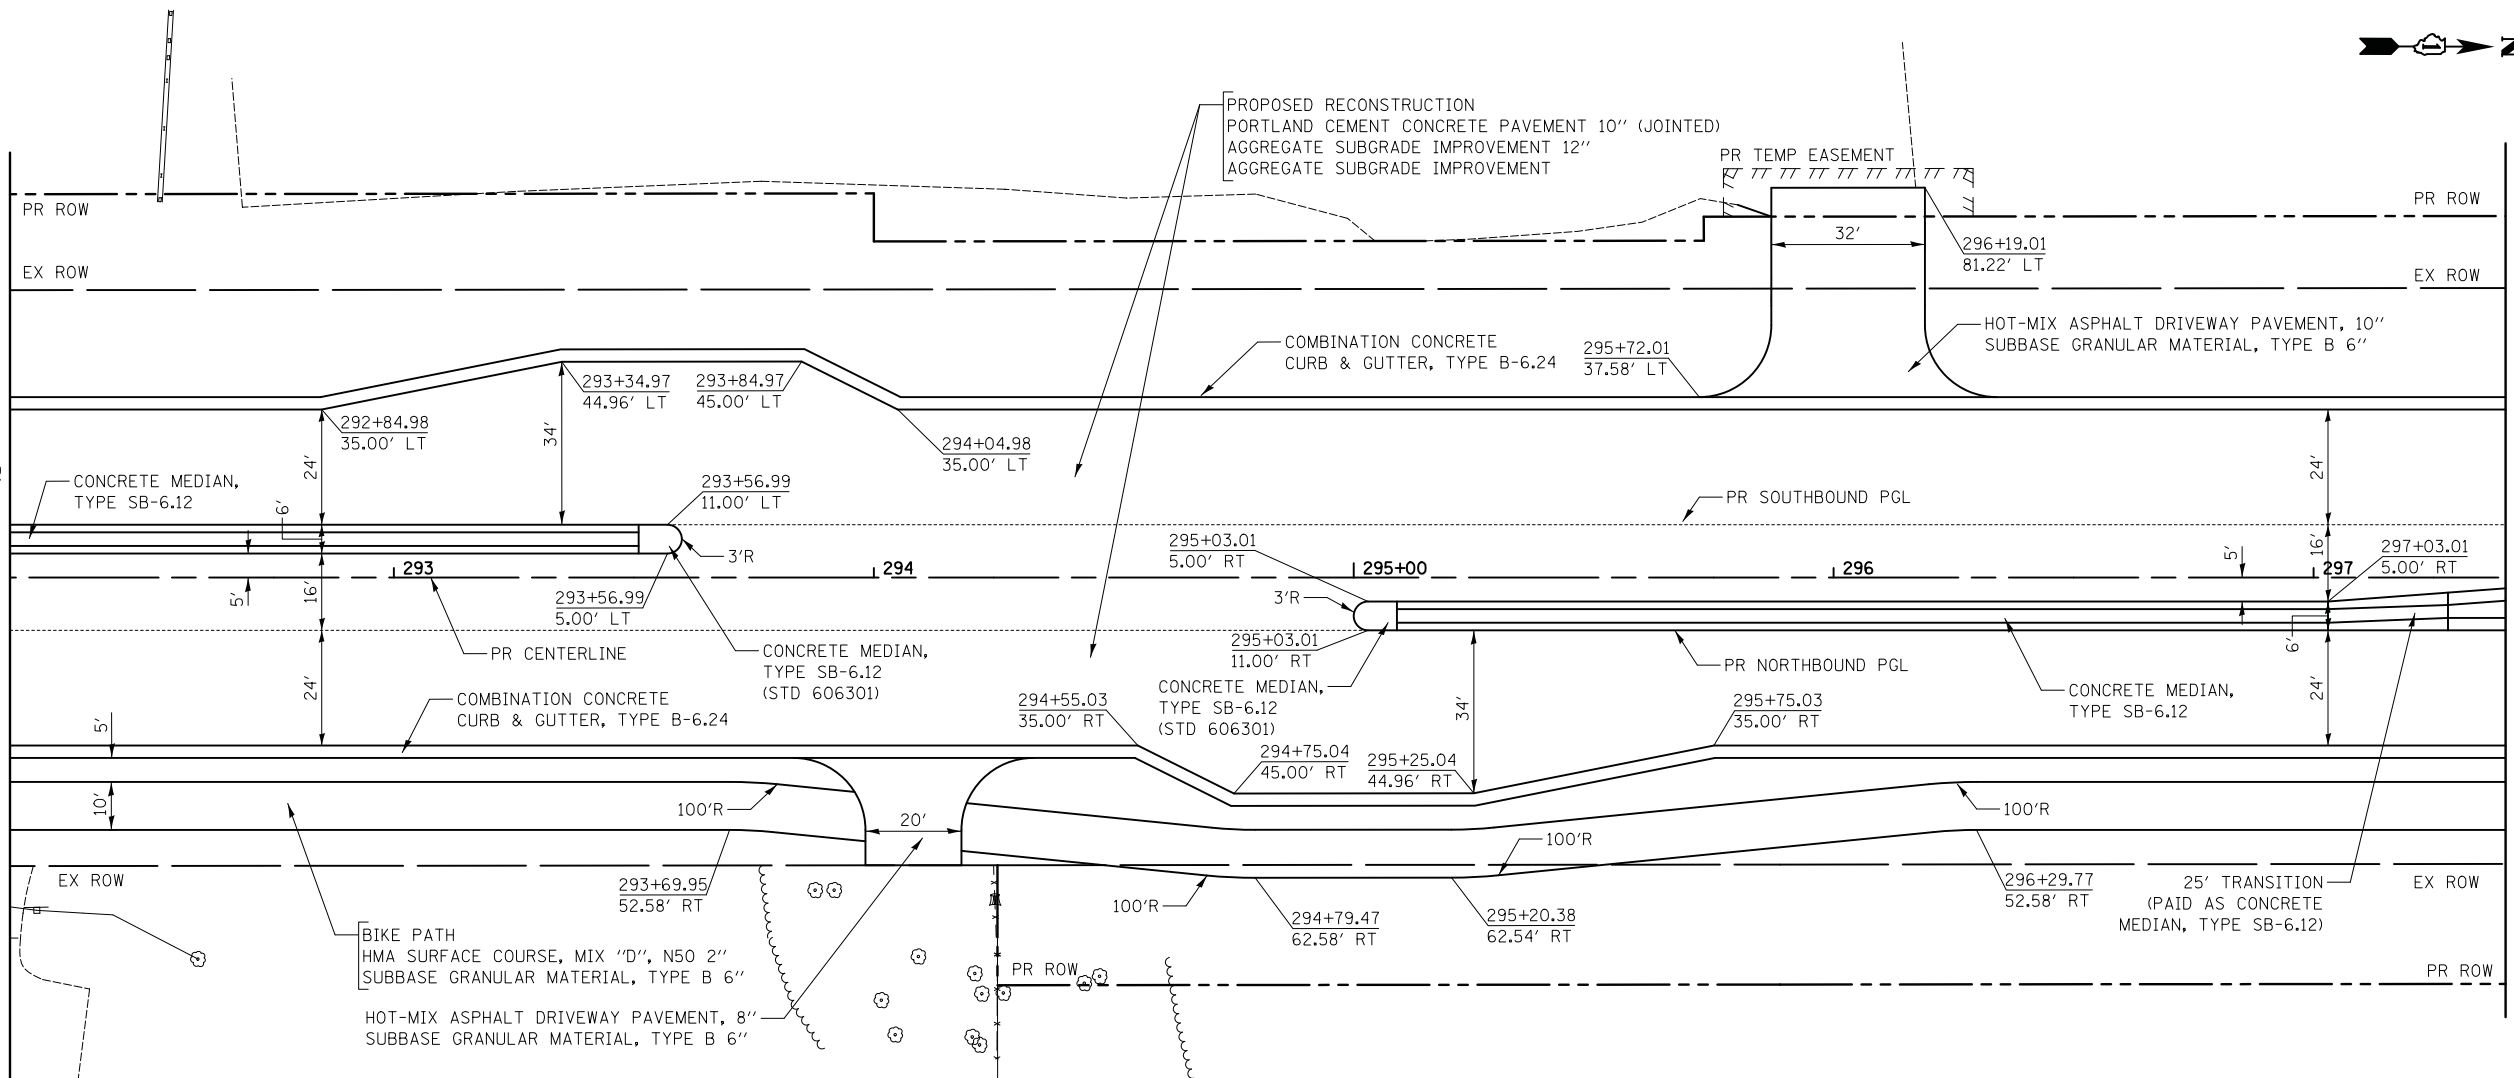 N
PROPOSED RECONSTRUCTION
PORTLAND CEMENT CONCRETE PAVEMENT 10'' (JOINTED)
AGGREGATE SUBGRADE IMPROVEMENT 12''
AGGREGATE SUBGRADE IMPROVEMENT
PR TEMP EASEMENT
PR ROW
PR ROW
32'
296+19.01
81.22' LT
EX ROW
EX ROW
HOT-MIX ASPHALT DRIVEWAY PAVEMENT, 10''
SUBBASE GRANULAR MATERIAL, TYPE B 6''
COMBINATION CONCRETE
CURB & GUTTER, TYPE B-6.24
295+72.01
37.58' LT
293+34.97
44.96' LT
293+84.97
45.00' LT
292+84.98
35.00' LT
34'
294+04.98
35.00' LT
24'
24'
CONCRETE MEDIAN,
TYPE SB-6.12
6'
293+56.99
11.00' LT
PR SOUTHBOUND PGL
3'R
295+03.01
5.00' RT
16'
5'
297+03.01
5.00' RT
293
294
295+00
296
297
5'
16'
293+56.99
5.00' LT
3'R
295+03.01
11.00' RT
6'
PR CENTERLINE
CONCRETE MEDIAN,
TYPE SB-6.12
(STD 606301)
PR NORTHBOUND PGL
24'
COMBINATION CONCRETE
CURB & GUTTER, TYPE B-6.24
294+55.03
35.00' RT
CONCRETE MEDIAN,
TYPE SB-6.12
(STD 606301)
34'
295+75.03
35.00' RT
CONCRETE MEDIAN,
TYPE SB-6.12
24'
5'
294+75.04
45.00' RT
295+25.04
44.96' RT
10'
100'R
20'
100'R
100'R
EX ROW
293+69.95
52.58' RT
100'R
294+79.47
62.58' RT
295+20.38
62.54' RT
296+29.77
52.58' RT
25' TRANSITION
(PAID AS CONCRETE
MEDIAN, TYPE SB-6.12)
EX ROW
BIKE PATH
HMA SURFACE COURSE, MIX "D", N50 2''
SUBBASE GRANULAR MATERIAL, TYPE B 6''
PR ROW
PR ROW
HOT-MIX ASPHALT DRIVEWAY PAVEMENT, 8''
SUBBASE GRANULAR MATERIAL, TYPE B 6''